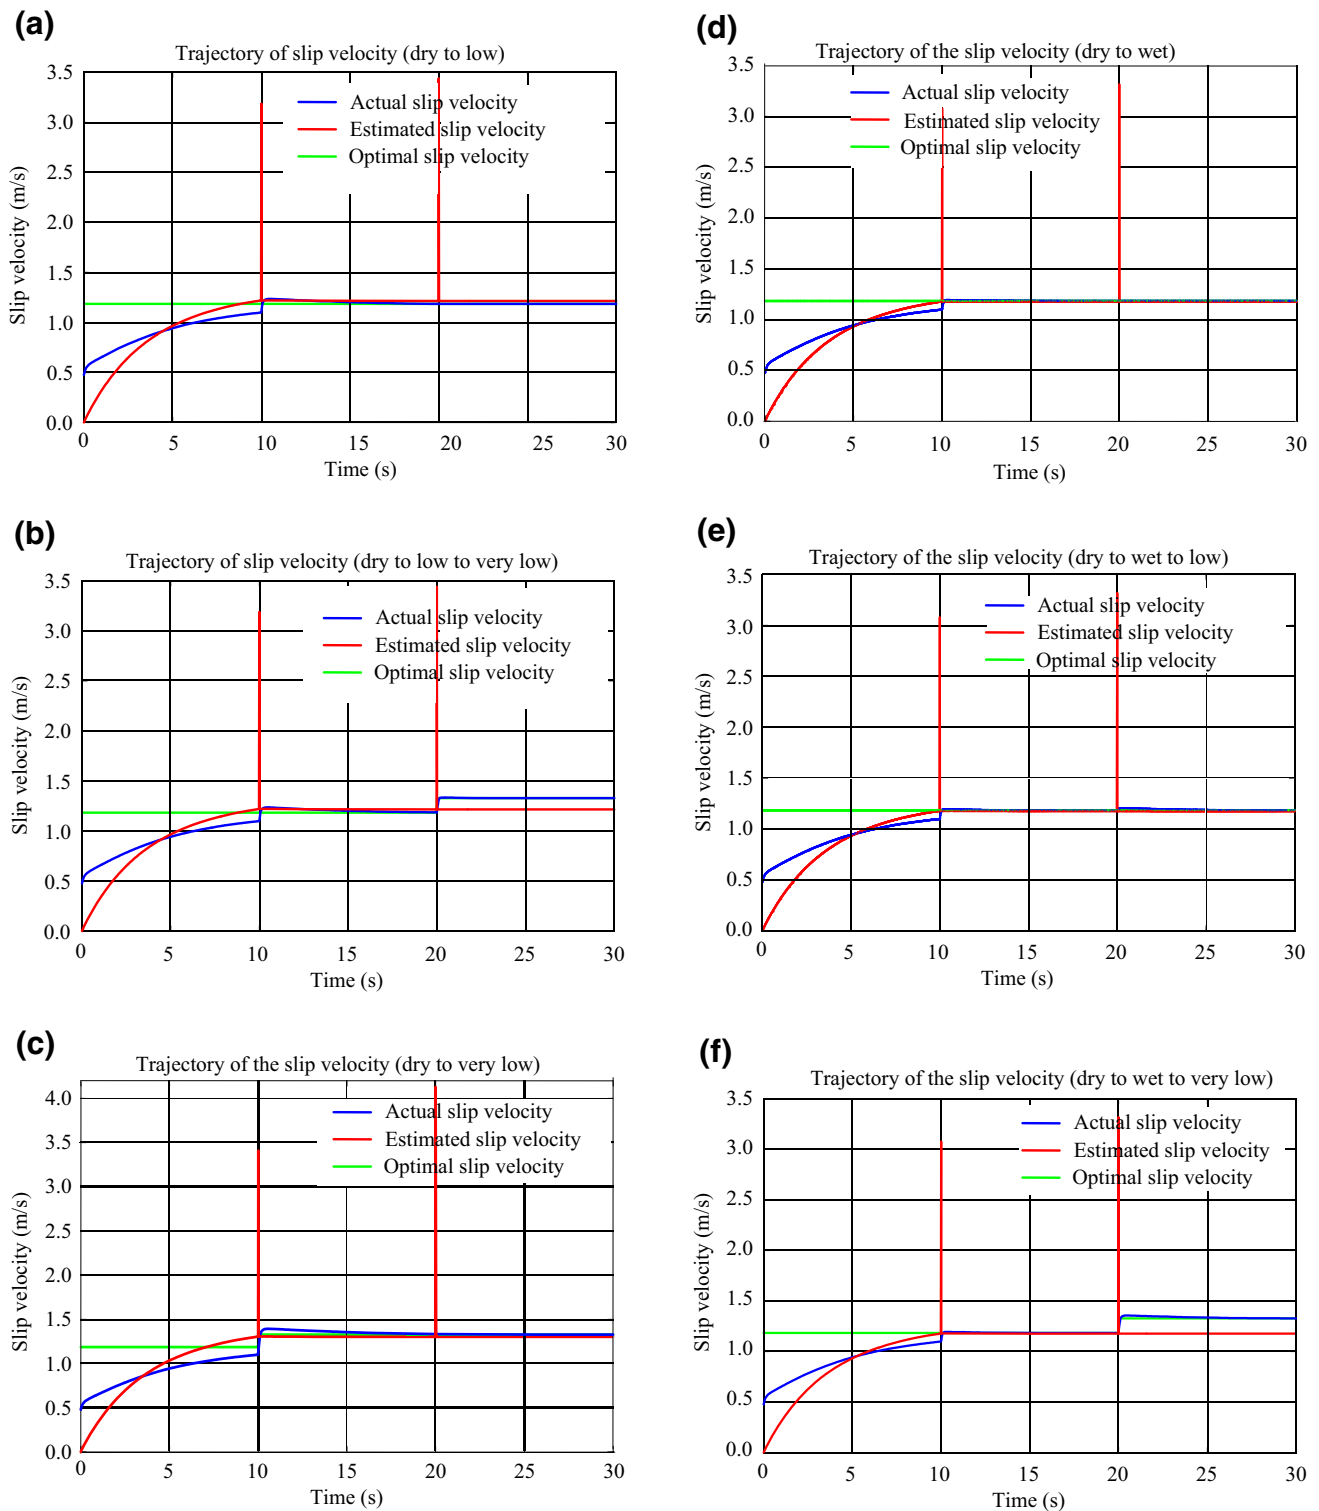 (a)
Trajectory of slip velocity (dry to low)
Actual slip velocity
Estimated slip velocity
Optimal slip velocity
3.5
3.0
2.5
2.0
1.5
1.0
0.5
0.0
Slip velocity (m/s)
0 5 10 15 20 25 30
Time (s)
(b)
Trajectory of slip velocity (dry to low to very low)
Actual slip velocity
Estimated slip velocity
Optimal slip velocity
3.5
3.0
2.5
2.0
1.5
1.0
0.5
0.0
Slip velocity (m/s)
0 5 10 15 20 25 30
Time (s)
(c)
Trajectory of the slip velocity (dry to very low)
Actual slip velocity
Estimated slip velocity
Optimal slip velocity
4.0
3.5
3.0
2.5
2.0
1.5
1.0
0.5
0.0
Slip velocity (m/s)
0 5 10 15 20 25 30
Time (s)
(d)
Trajectory of the slip velocity (dry to wet)
Actual slip velocity
Estimated slip velocity
Optimal slip velocity
3.5
3.0
2.5
2.0
1.5
1.0
0.5
0.0
Slip velocity (m/s)
0 5 10 15 20 25 30
Time (s)
(e)
Trajectory of the slip velocity (dry to wet to low)
Actual slip velocity
Estimated slip velocity
Optimal slip velocity
3.5
3.0
2.5
2.0
1.5
1.0
0.5
0.0
Slip velocity (m/s)
0 5 10 15 20 25 30
Time (s)
(f)
Trajectory of the slip velocity (dry to wet to very low)
Actual slip velocity
Estimated slip velocity
Optimal slip velocity
3.5
3.0
2.5
2.0
1.5
1.0
0.5
0.0
Slip velocity (m/s)
0 5 10 15 20 25 30
Time (s)